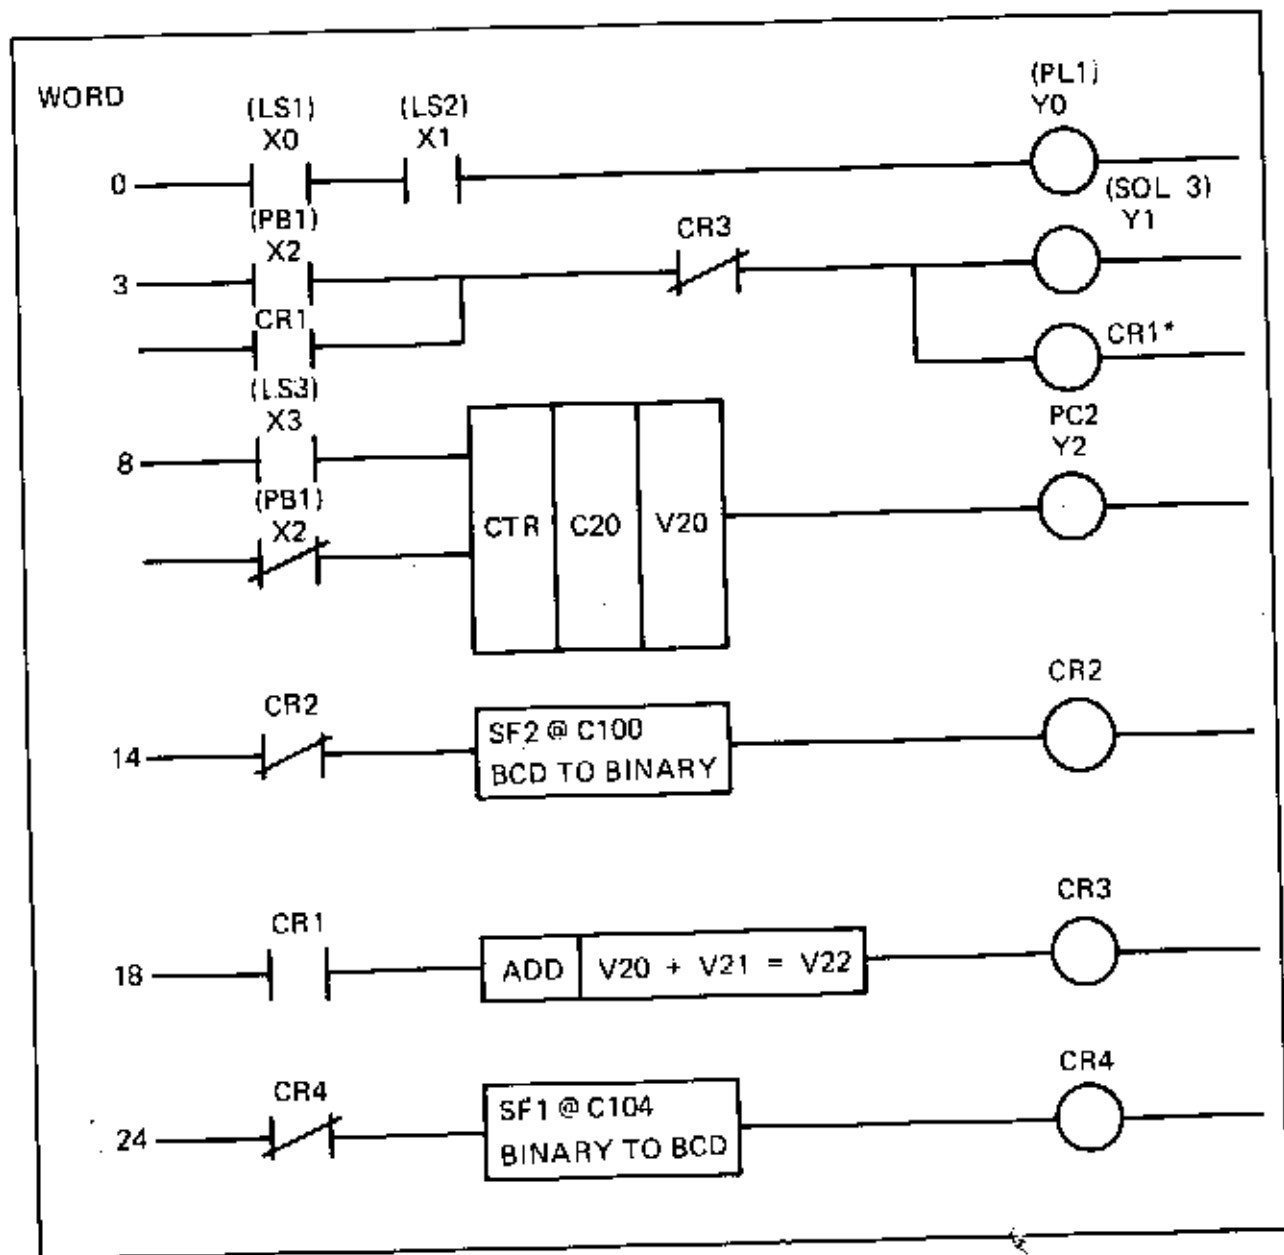 WORD
(LS1) (LS2) (PL1)
X0 X1 Y0
0
(PB1) CR3 (SOL 3)
X2 Y1
3
CR1 CR1*
(LS3) PC2
X3 Y2
8
(PB1)
X2 CTR C20 V20
CR2 CR2
14 SF2 @ C100
BCD TO BINARY
CR1 CR3
18 ADD V20 + V21 = V22
CR4 CR4
24 SF1 @ C104
BINARY TO BCD